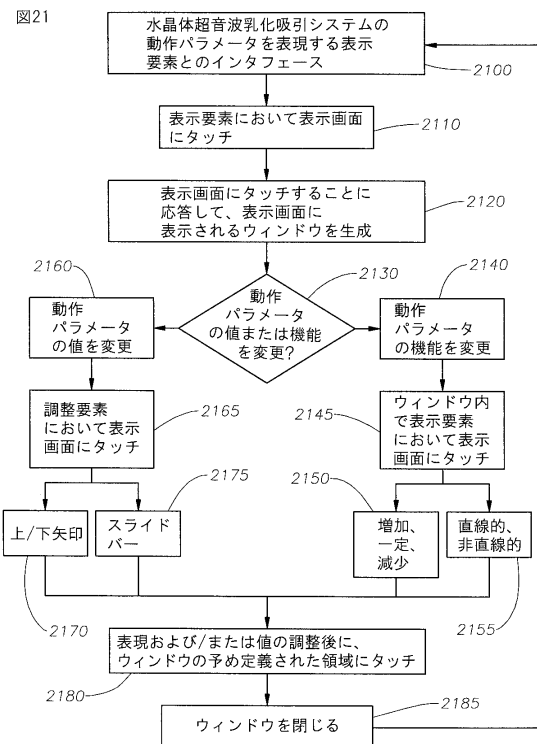 図21
水晶体超音波乳化吸引システムの
動作パラメータを表現する表示
要素とのインタフェース
2100
表示要素において表示画面
にタッチ
2110
表示画面にタッチすることに
応答して、表示画面に
表示されるウィンドウを生成
2120
2160
2130
2140
動作
パラメータ
の値を変更
動作
パラメータ
の値または機能
を変更?
動作
パラメータ
の機能を変更
調整要素
において表示
画面にタッチ
2165
2145
ウィンドウ内
で表示要素
において表示
画面にタッチ
2175
2150
上/下矢印
スライド
バー
増加、
一定、
減少
直線的、
非直線的
2170
2155
表現および/または値の調整後に、
ウィンドウの予め定義された領域にタッチ
2180
2185
ウィンドウを閉じる